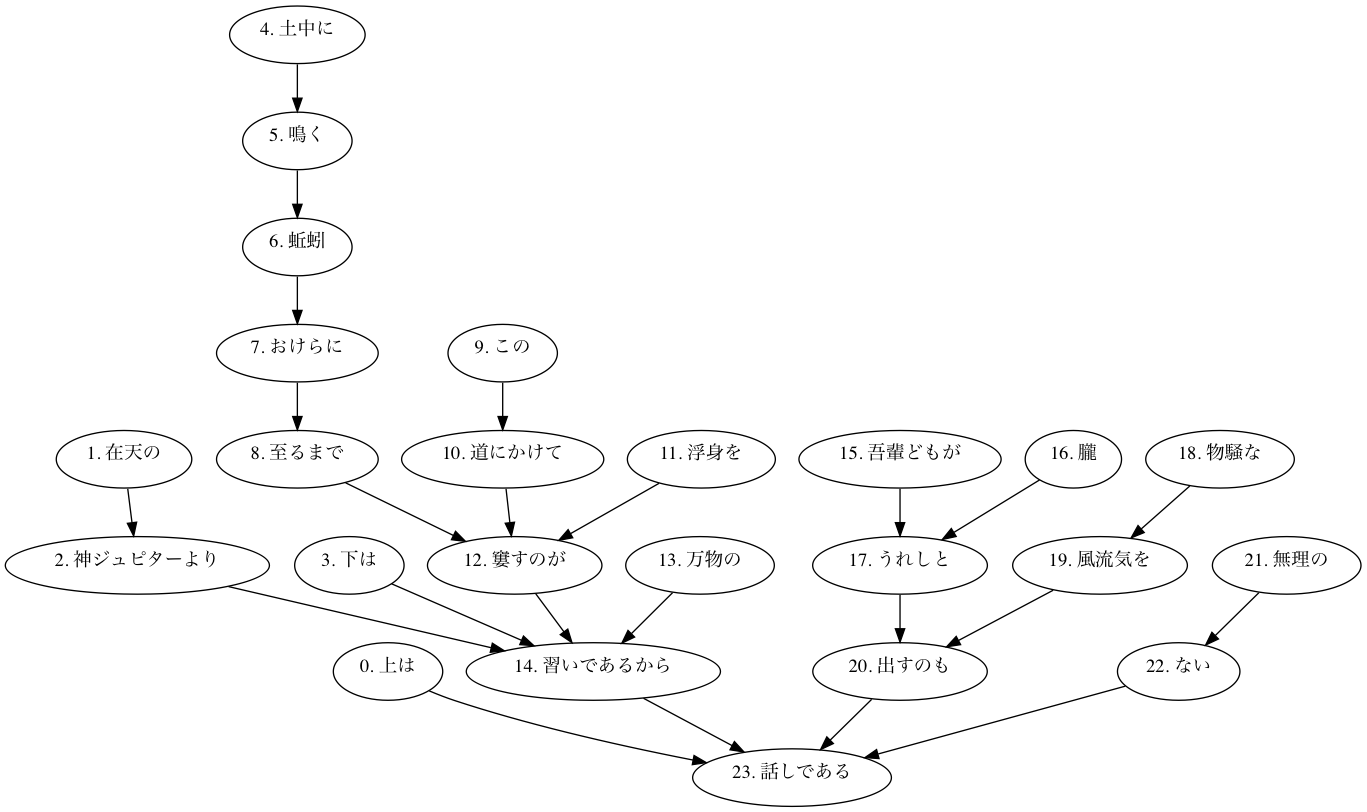 4. 土中に
5. 鳴く
6. 蚯蚓
7. おけらに
9. この
1. 在天の
8. 至るまで
10. 道にかけて
11. 浮身を
15. 吾輩どもが
16. 朧
18. 物騒な
2. 神ジュピターより
3. 下は
12. 窶すのが
13. 万物の
17. うれしと
19. 風流気を
21. 無理の
0. 上は
14. 習いであるから
20. 出すのも
22. ない
23. 話しである